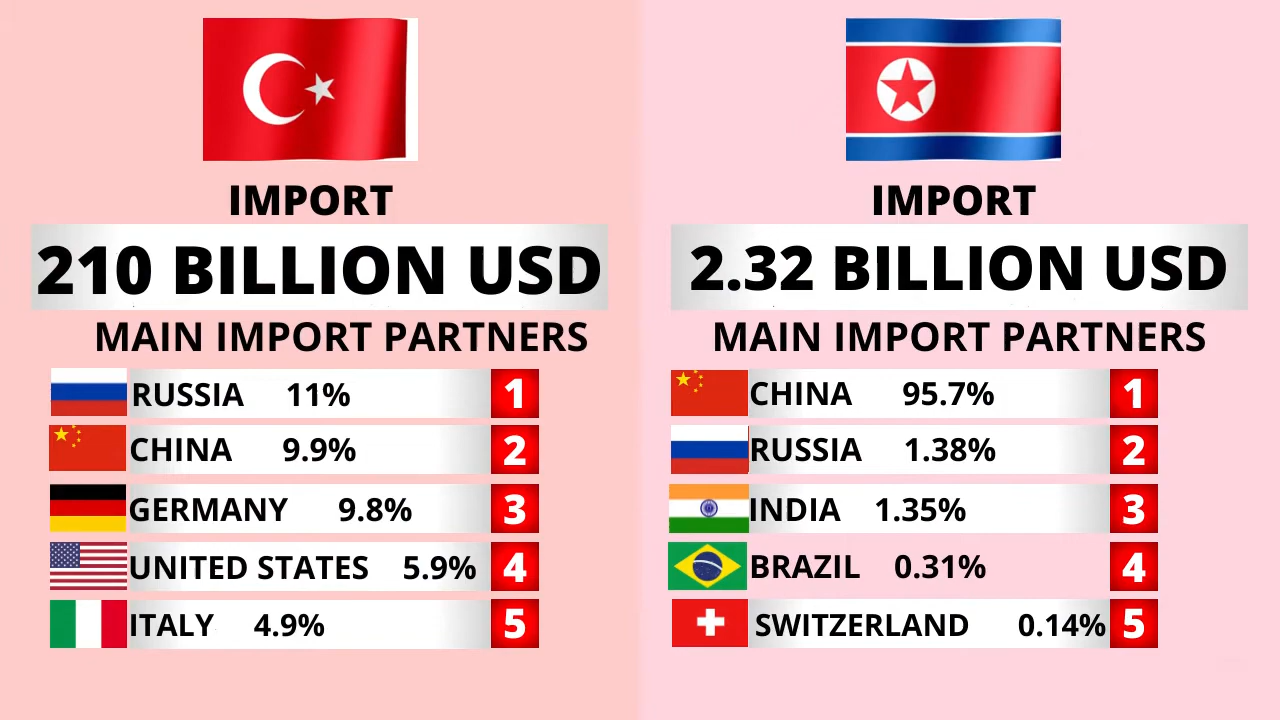 IMPORT
210 BILLION USD
MAIN IMPORT PARTNERS
RUSSIA 11% 1
CHINA 9.9% 2
GERMANY 9.8% 3
UNITED STATES 5.9% 4
ITALY 4.9% 5
IMPORT
2.32 BILLION USD
MAIN IMPORT PARTNERS
CHINA 95.7% 1
RUSSIA 1.38% 2
INDIA 1.35% 3
BRAZIL 0.31% 4
SWITZERLAND 0.14% 5